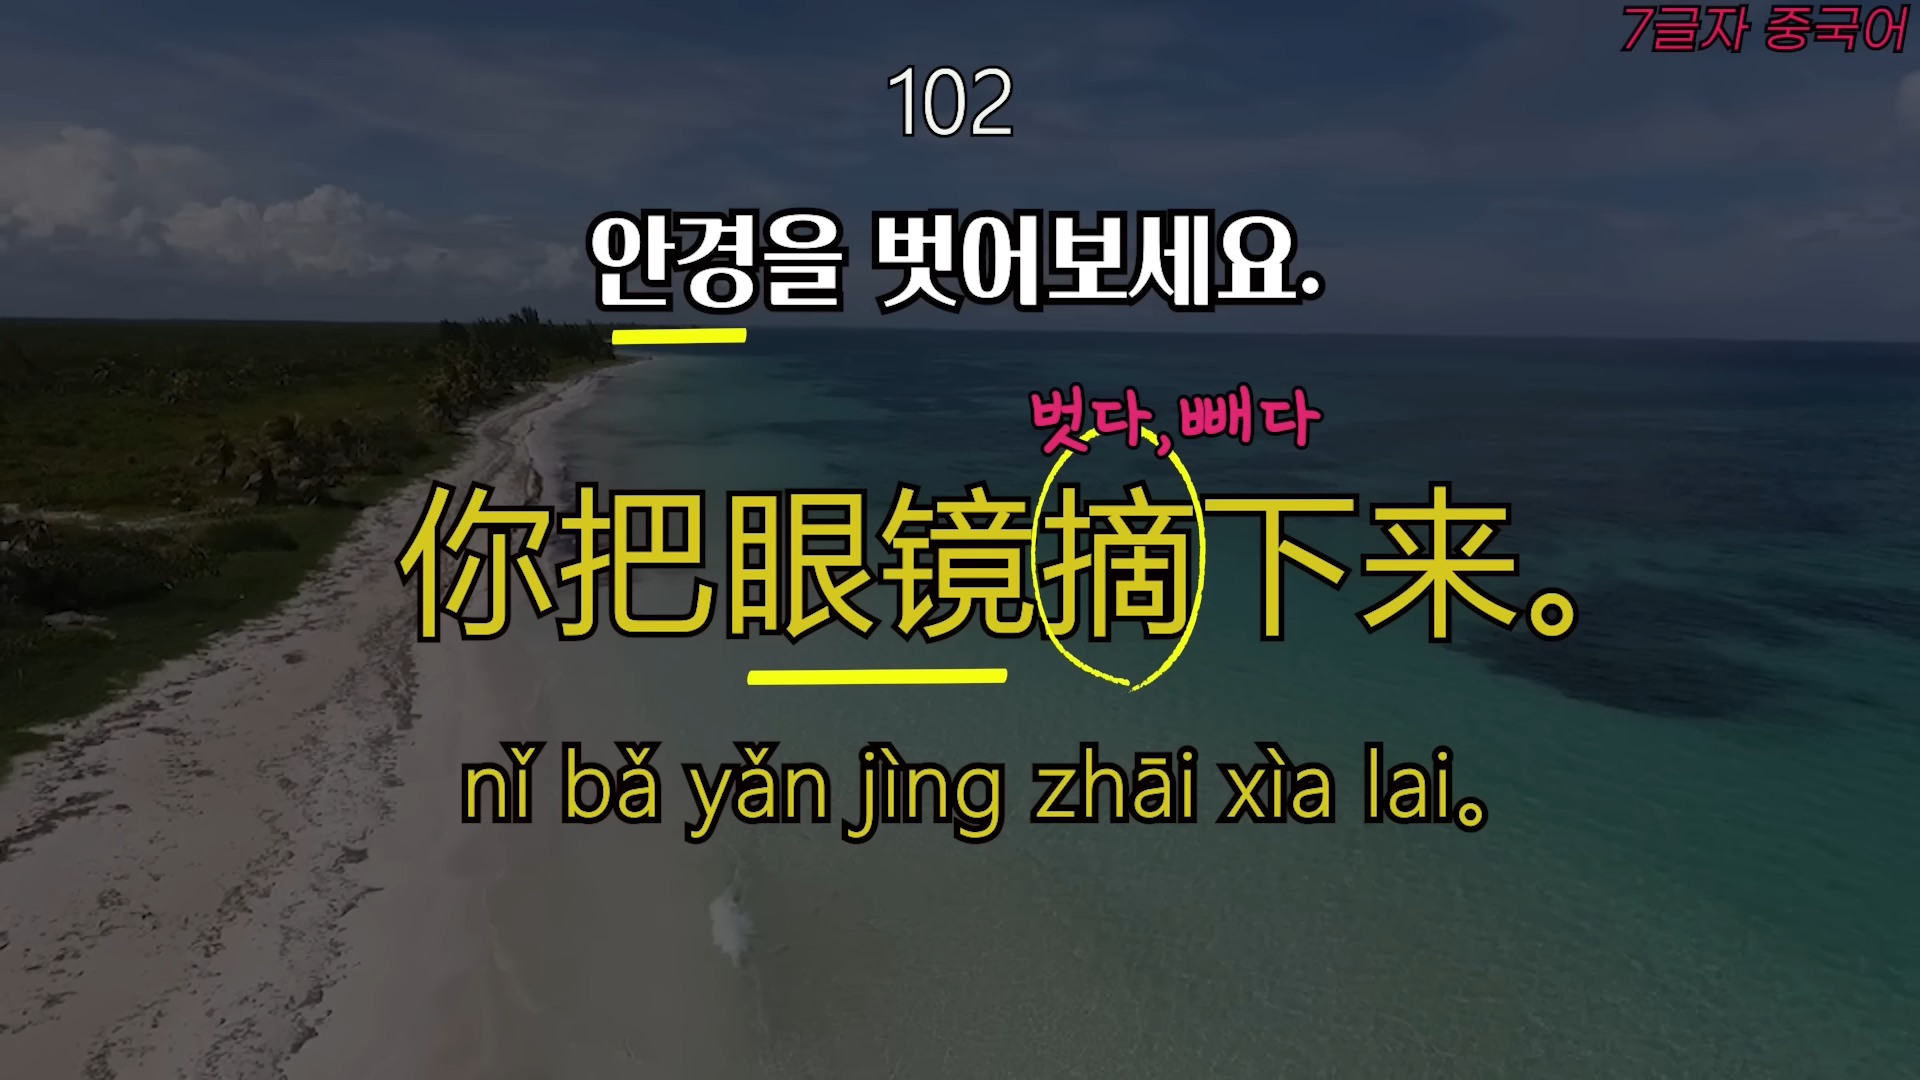 7글자 중국어
102
안경을 벗어보세요.
벗다,빼다
你把眼镜摘下来。
nǐ bǎ yǎn jìng zhāi xìa lai。